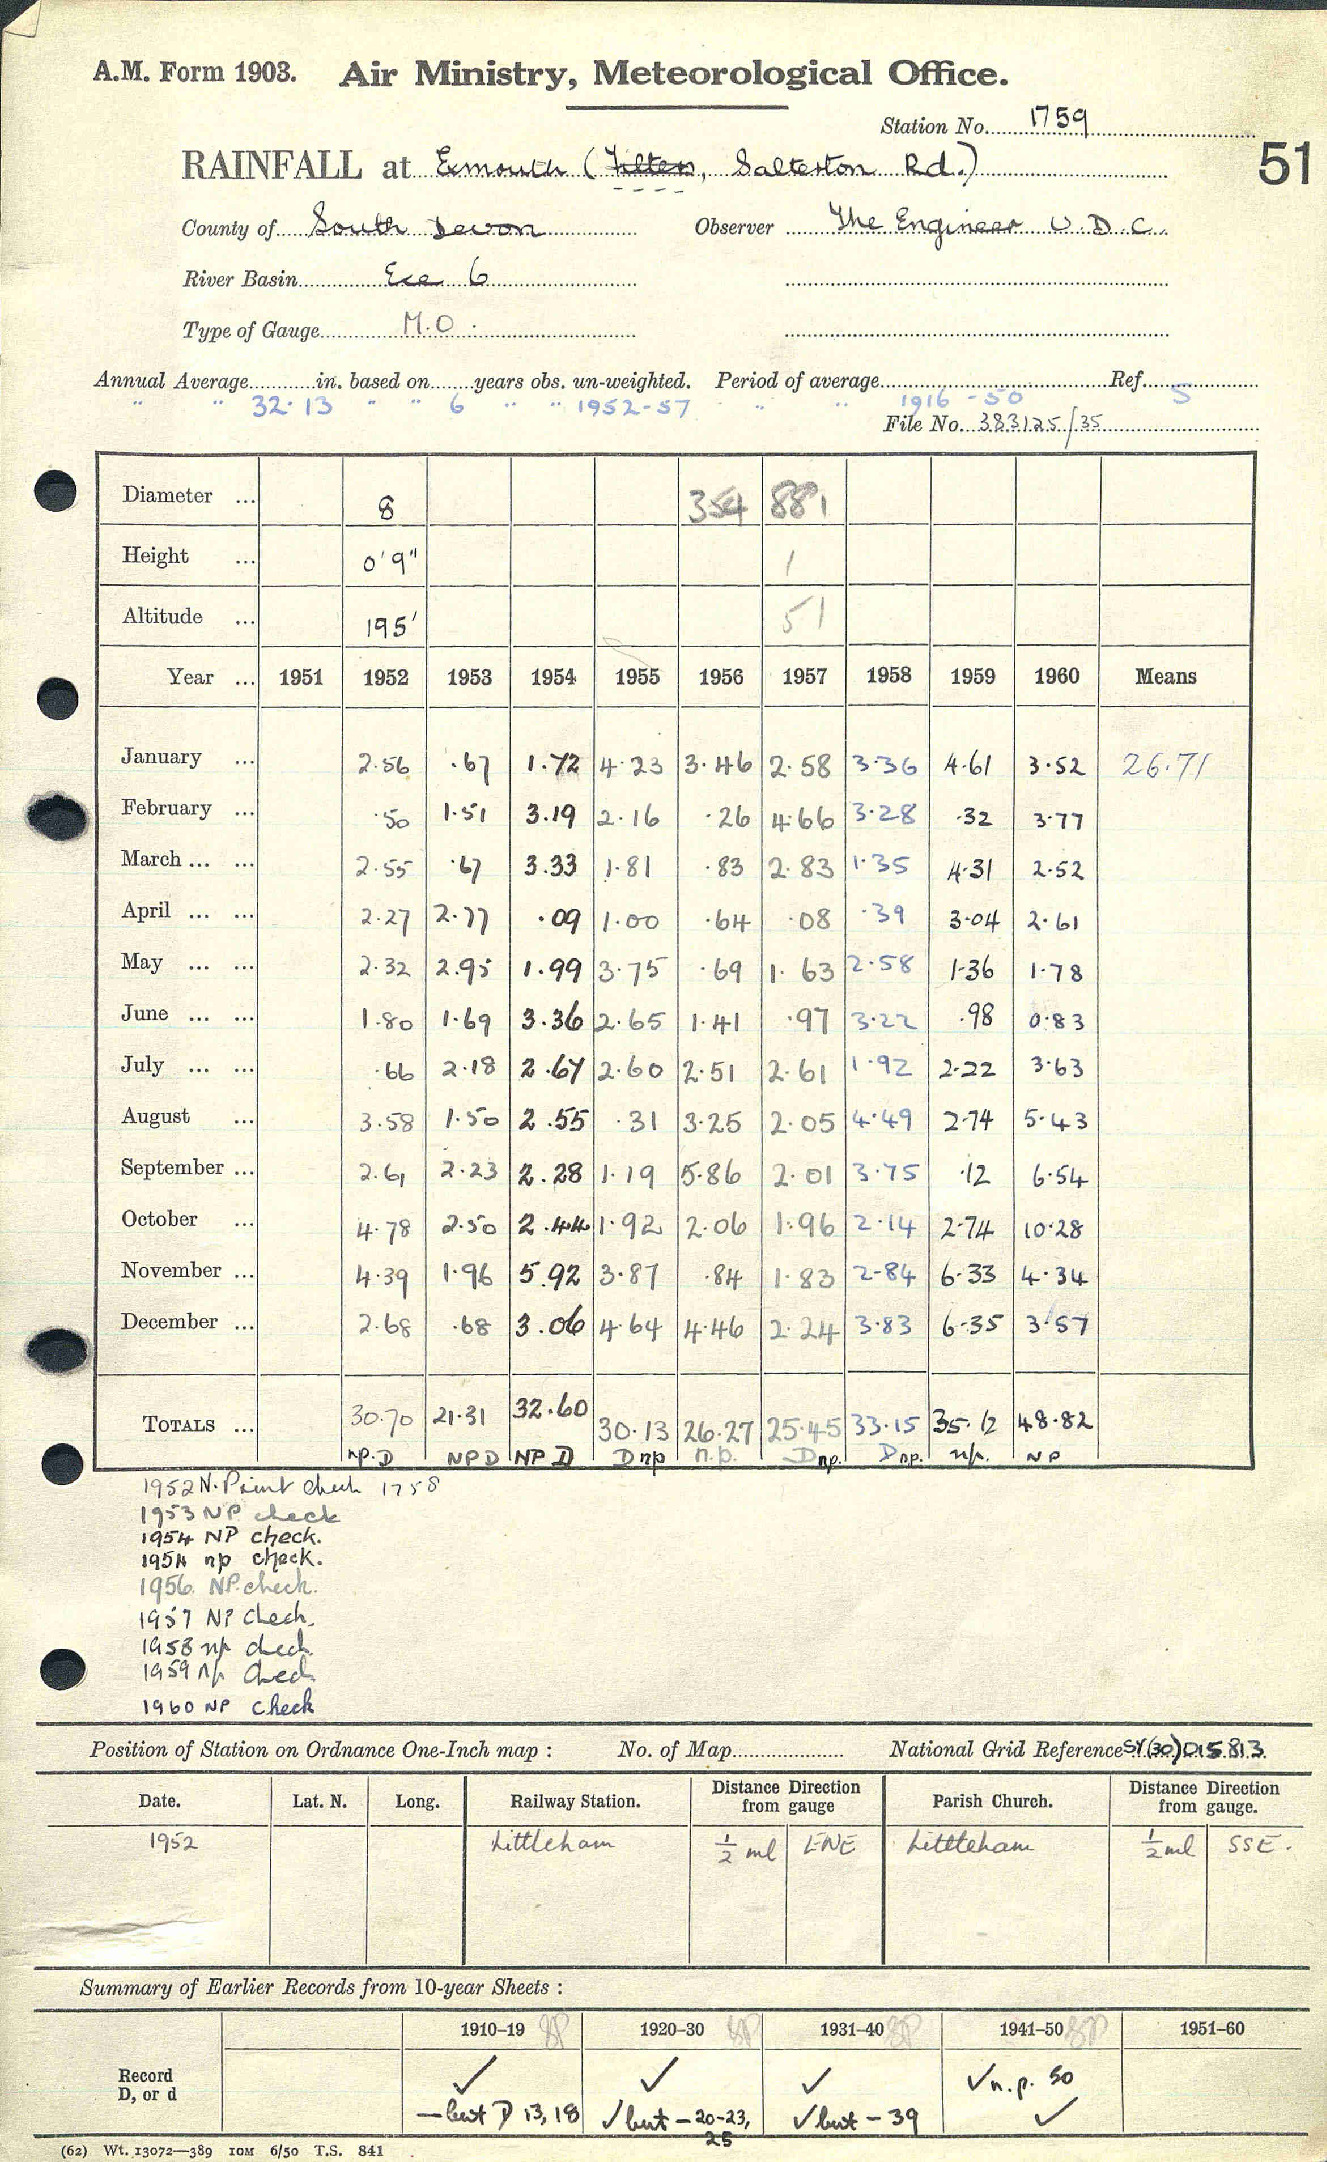 A.M. Form 1903. Air Ministry, Meteorological Office.
Station No. 1759
51
RAINFALL at Exmouth (Filters, Salterton Rd.)
County of South Devon Observer The Engineer U.D.C.
River Basin Exe 6
Type of Gauge M.O.
Annual Average in. based on years obs. un-weighted. Period of average Ref.
" " 32.13 " " 6 " " 1952-57 " " 1916-50 5
File No. 383125/35
Diameter ... 8 354 881
Height ... 0'9" 1
Altitude ... 195' 51
Year ... 1951 1952 1953 1954 1955 1956 1957 1958 1959 1960 Means
January ... 2.56 .67 1.72 4.23 3.46 2.58 3.36 4.61 3.52 26.71
February ... .50 1.51 3.19 2.16 .26 4.66 3.28 .32 3.77
March ... ... 2.55 .67 3.33 1.81 .83 2.83 1.35 4.31 2.52
April ... ... 2.27 2.77 .09 1.00 .64 .08 .39 3.04 2.61
May ... ... 2.32 2.95 1.99 3.75 .69 1.63 2.58 1.36 1.78
June ... ... 1.80 1.69 3.36 2.65 1.41 .97 3.22 .98 0.83
July ... ... .66 2.18 2.67 2.60 2.51 2.61 1.92 2.22 3.63
August ... 3.58 1.50 2.55 .31 3.25 2.05 4.49 2.74 5.43
September ... 2.61 2.23 2.28 1.19 5.86 2.01 3.75 .12 6.54
October ... 4.78 2.50 2.44 1.92 2.06 1.96 2.14 2.74 10.28
November ... 4.39 1.96 5.92 3.87 .84 1.83 2.84 6.33 4.34
December ... 2.68 .68 3.06 4.64 4.46 2.24 3.83 6.35 3.57
TOTALS ... 30.70 21.31 32.60 30.13 26.27 25.45 33.15 35.12 48.82
np. D NP D NP D D np n.p. D np. D np. np. NP
1952 N. Print check 1758
1953 NP check
1954 NP check.
1954 np check.
1956 NP check.
1957 NP check.
1958 np check
1959 np check
1960 NP check
Position of Station on Ordnance One-Inch map : No. of Map National Grid Reference SY(30)015.813.
Date. Lat. N. Long. Railway Station. Distance Direction from gauge Parish Church. Distance Direction from gauge.
1952 Littleham ½ ml ENE Littleham ½ ml SSE.
Summary of Earlier Records from 10-year Sheets :
1910-19 1920-30 1931-40 1941-50 1951-60
Record ✓ ✓ ✓ ✓ n.p. 50
D, or d – but D 13, 18 ✓ but – 20-23, 25 ✓ but – 39 ✓
(62) Wt. 13072—389 10M 6/50 T.S. 841